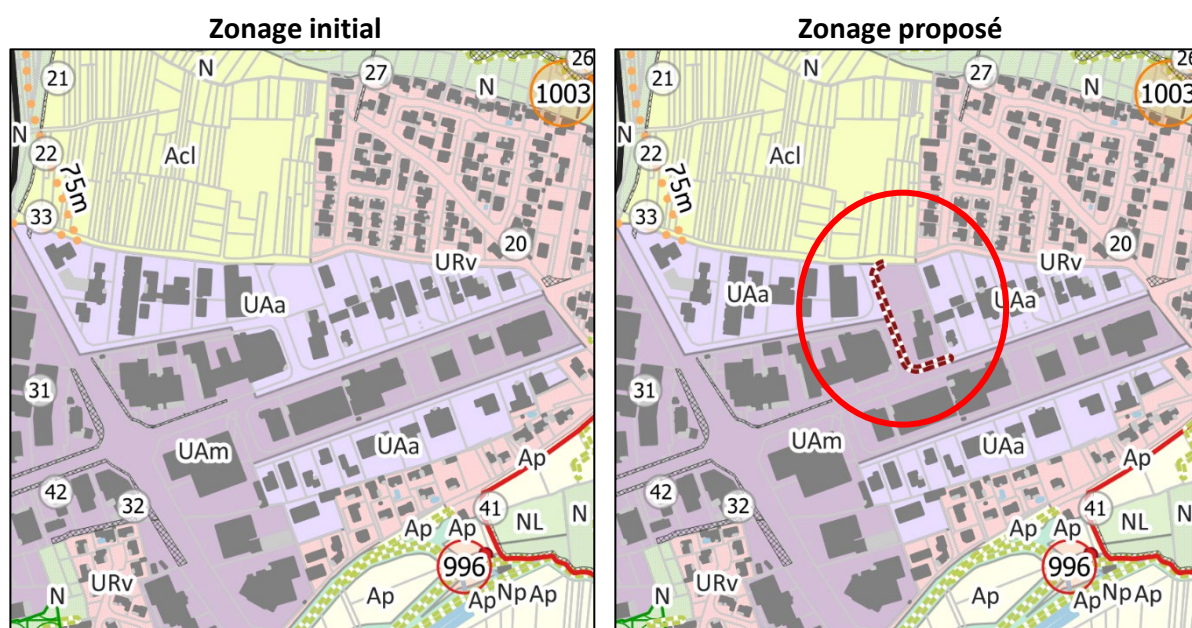 Zonage initial
Zonage proposé
21
N
27
N
26
1003
22
N
Acl
75m
33
20
URv
UAa
31
UAm
UAa
42
32
Ap
41
NL
N
Ap
Ap
996
URv
N
Ap
Ap
Np
Ap
21
N
27
N
26
1003
22
N
Acl
75m
33
20
URv
UAa
UAa
31
UAm
UAa
42
32
Ap
41
NL
N
Ap
Ap
996
URv
N
Ap
Ap
Np
Ap